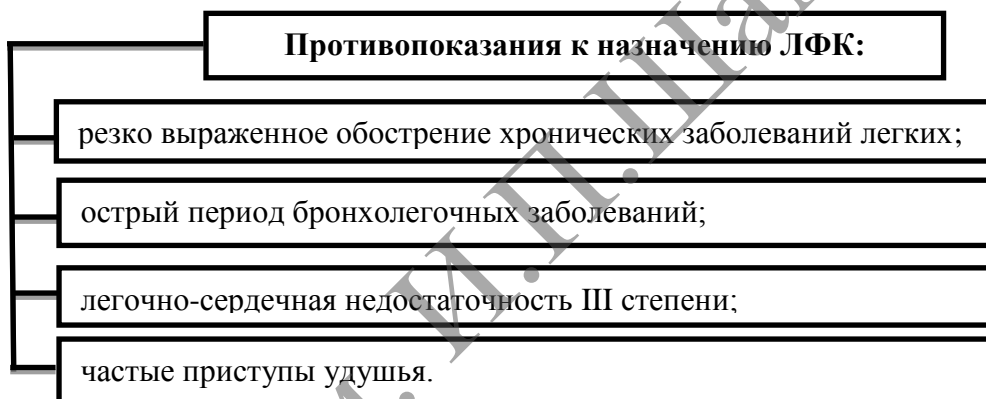 Противопоказания к назначению ЛФК:
резко выраженное обострение хронических заболеваний легких;
острый период бронхолегочных заболеваний;
легочно-сердечная недостаточность III степени;
частые приступы удушья.
И.П.Ша